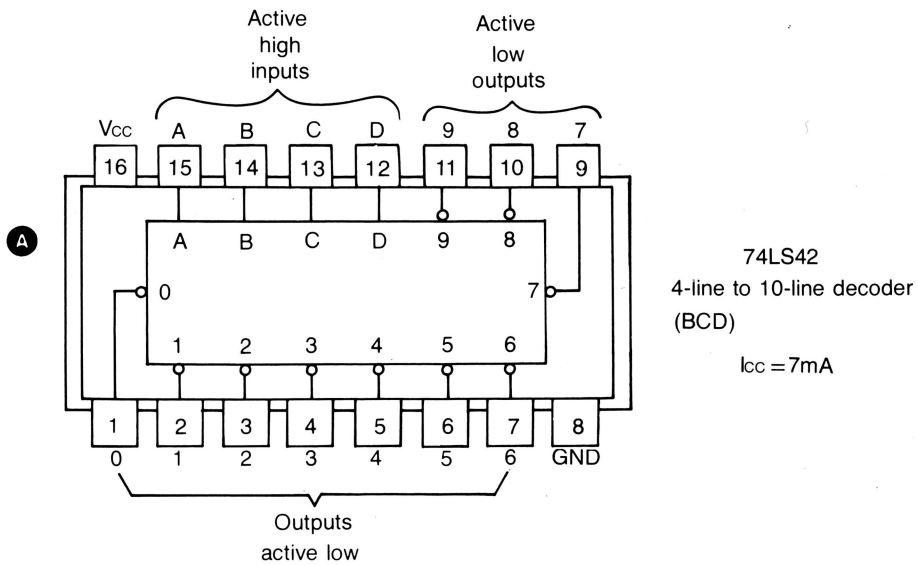 Active
high
inputs
Active
low
outputs
VCC A B C D 9 8 7
16 15 14 13 12 11 10 9
A
A B C D 9 8
0 7
1 2 3 4 5 6
74LS42
4-line to 10-line decoder
(BCD)
ICC = 7mA
1 2 3 4 5 6 7 8
0 1 2 3 4 5 6 GND
Outputs
active low